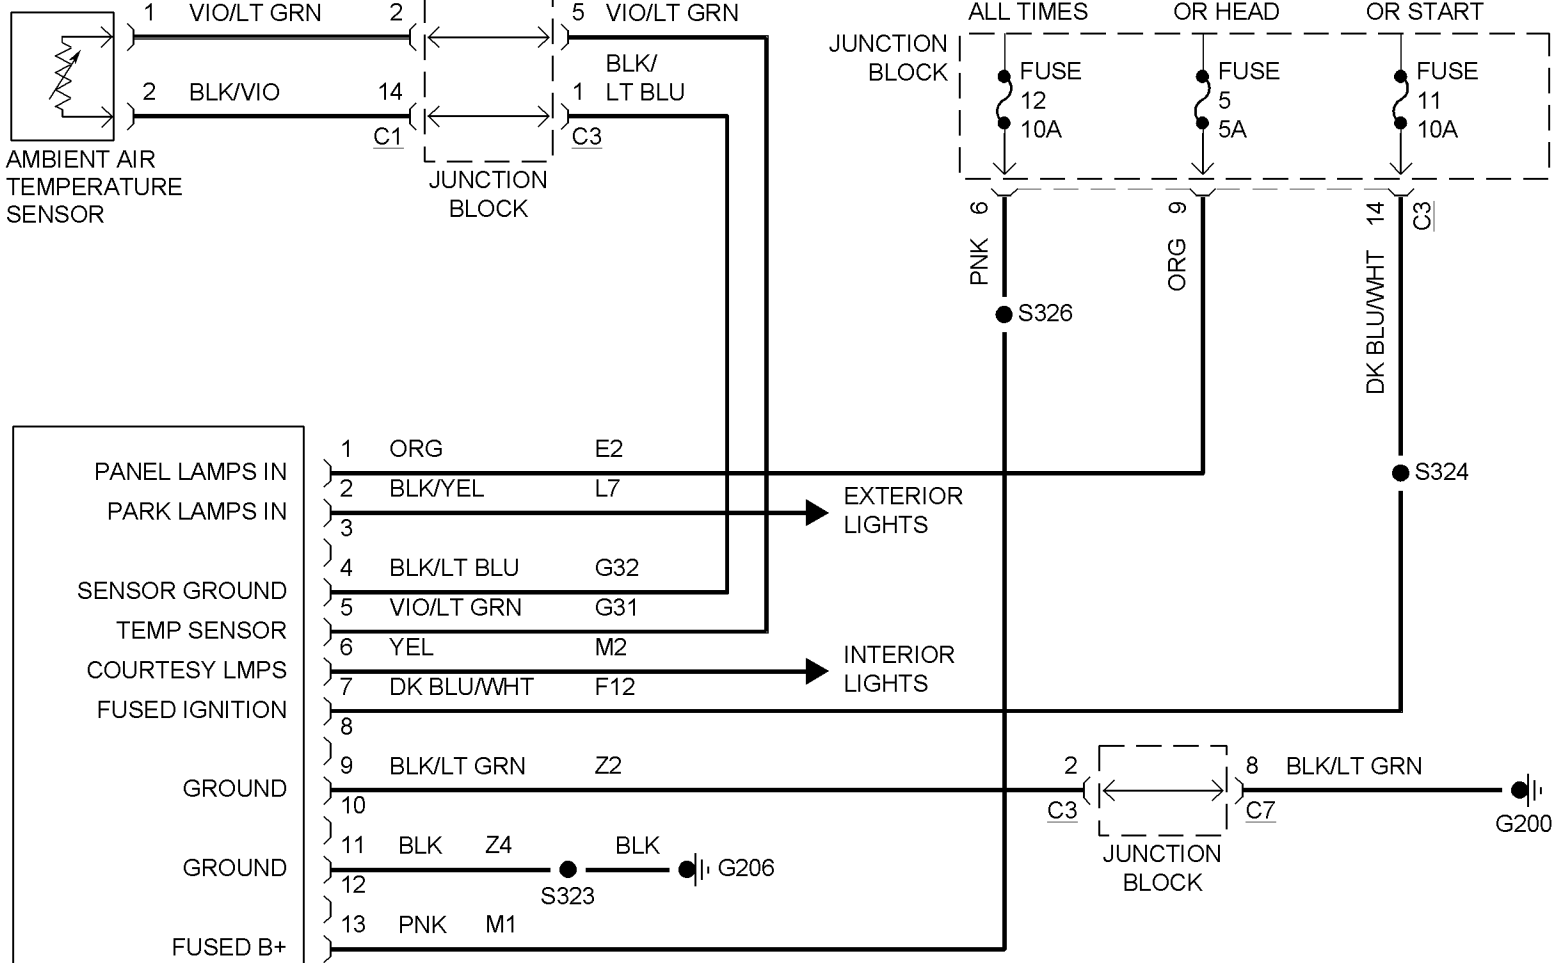 1 VIO/LT GRN 2 5 VIO/LT GRN
ALL TIMES OR HEAD OR START
JUNCTION
BLOCK
FUSE
12
10A
FUSE
5
5A
FUSE
11
10A
BLK/
LT BLU
2 BLK/VIO 14 1
C1 C3
AMBIENT AIR
TEMPERATURE
SENSOR
JUNCTION
BLOCK
6 9 14 C3
PNK ORG DK BLU/WHT
S326
S324
1 ORG E2
PANEL LAMPS IN
2 BLK/YEL L7
PARK LAMPS IN
EXTERIOR
LIGHTS
3
4 BLK/LT BLU G32
SENSOR GROUND
5 VIO/LT GRN G31
TEMP SENSOR
6 YEL M2
COURTESY LMPS
INTERIOR
LIGHTS
7 DK BLU/WHT F12
FUSED IGNITION
8
9 BLK/LT GRN Z2 2 8 BLK/LT GRN
GROUND
C3 C7
G200
10
JUNCTION
BLOCK
11 BLK Z4 BLK
GROUND
G206
S323
12
13 PNK M1
FUSED B+